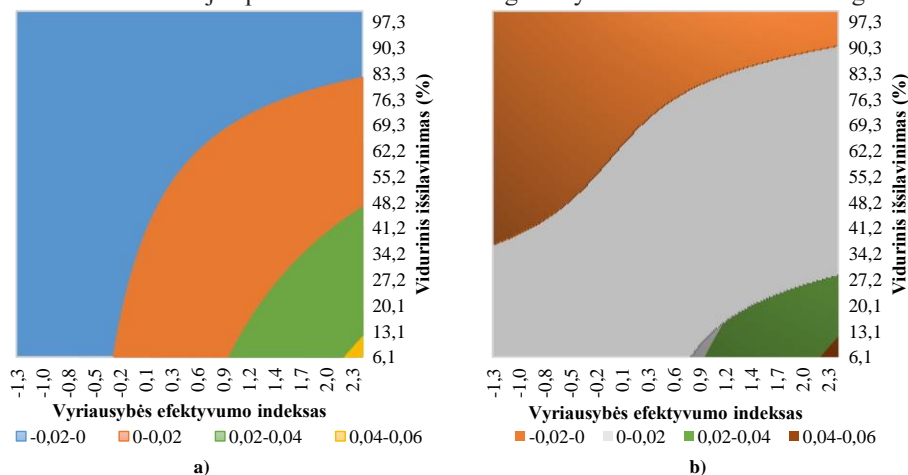 97,3
90,3
83,3
76,3
69,3
62,2
55,2
48,2
41,2
34,2
27,2
20,1
13,1
6,1
Vidurinis išsilavinimas (%)
-1,3 -1,0 -0,8 -0,5 -0,2 0,1 0,3 0,6 0,9 1,2 1,5 1,7 2,0 2,3
Vyriausybės efektyvumo indeksas
-0,02-0 0-0,02 0,02-0,04 0,04-0,06
a)
97,3
90,3
83,3
76,3
69,3
62,2
55,2
48,2
41,2
34,2
27,2
20,1
13,1
6,1
Vidurinis išsilavinimas (%)
-1,3 -1,0 -0,8 -0,5 -0,2 0,1 0,3 0,6 0,9 1,2 1,5 1,7 2,0 2,3
Vyriausybės efektyvumo indeksas
-0,02-0 0-0,02 0,02-0,04 0,04-0,06
b)